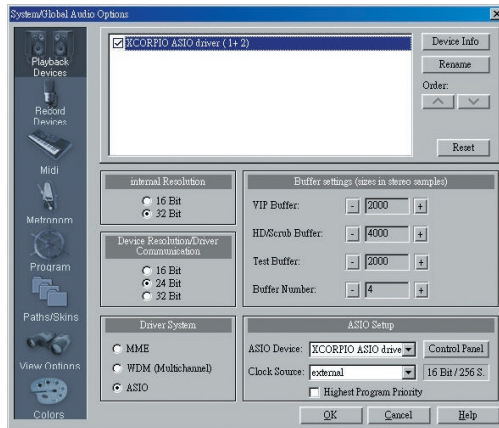 System/Global Audio Options
Playback
Devices
Record
Devices
Midi
Metronom
Program
Paths/Skins
View Options
Colors
XCORPIO ASIO driver ( 1+ 2)
Device Info
Rename
Order:
Reset
internal Resolution
16 Bit
32 Bit
Device Resolution/Driver
Communication
16 Bit
24 Bit
32 Bit
Driver System
MME
WDM (Multichannel)
ASIO
Buffer settings (sizes in stereo samples)
VIP Buffer: - 2000 +
HD/Scrub Buffer: - 4000 +
Test Buffer: - 2000 +
Buffer Number: - 4 +
ASIO Setup
ASIO Device: XCORPIO ASIO drive Control Panel
Clock Source: external 16 Bit / 256 S.
Highest Program Priority
OK Cancel Help